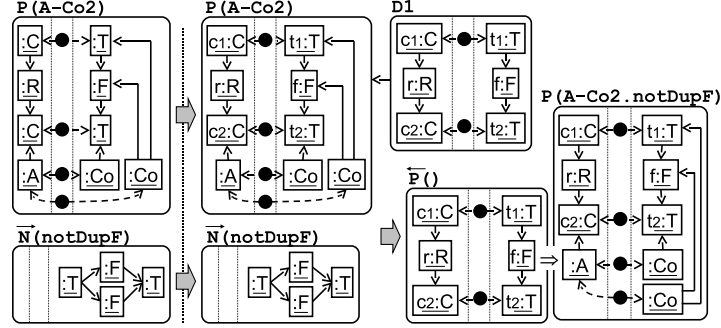 P(A-Co2)
:C :T
:R :F
:C :T
:A :Co :Co
N(notDupF)
:T :F :T
:F
P(A-Co2)
c1:C t1:T
r:R f:F
c2:C t2:T
:A :Co :Co
N(notDupF)
:T :F :T
:F
D1
c1:C t1:T
r:R f:F
c2:C t2:T
P()
c1:C t1:T
r:R f:F
c2:C t2:T
P(A-Co2.notDupF)
c1:C t1:T
r:R f:F
c2:C t2:T
:A :Co
:Co